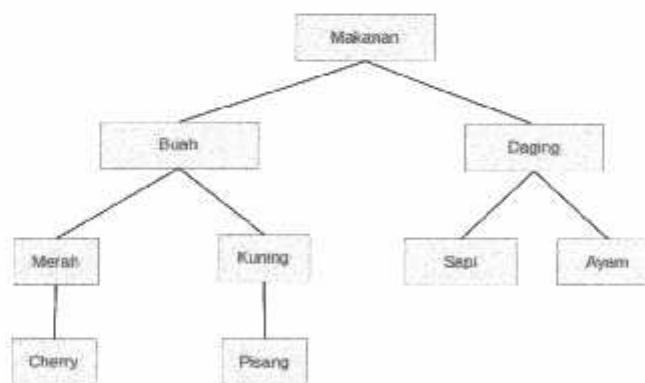 Makanan
Buah
Daging
Merah
Kuning
Sapi
Ayam
Cherry
Pisang